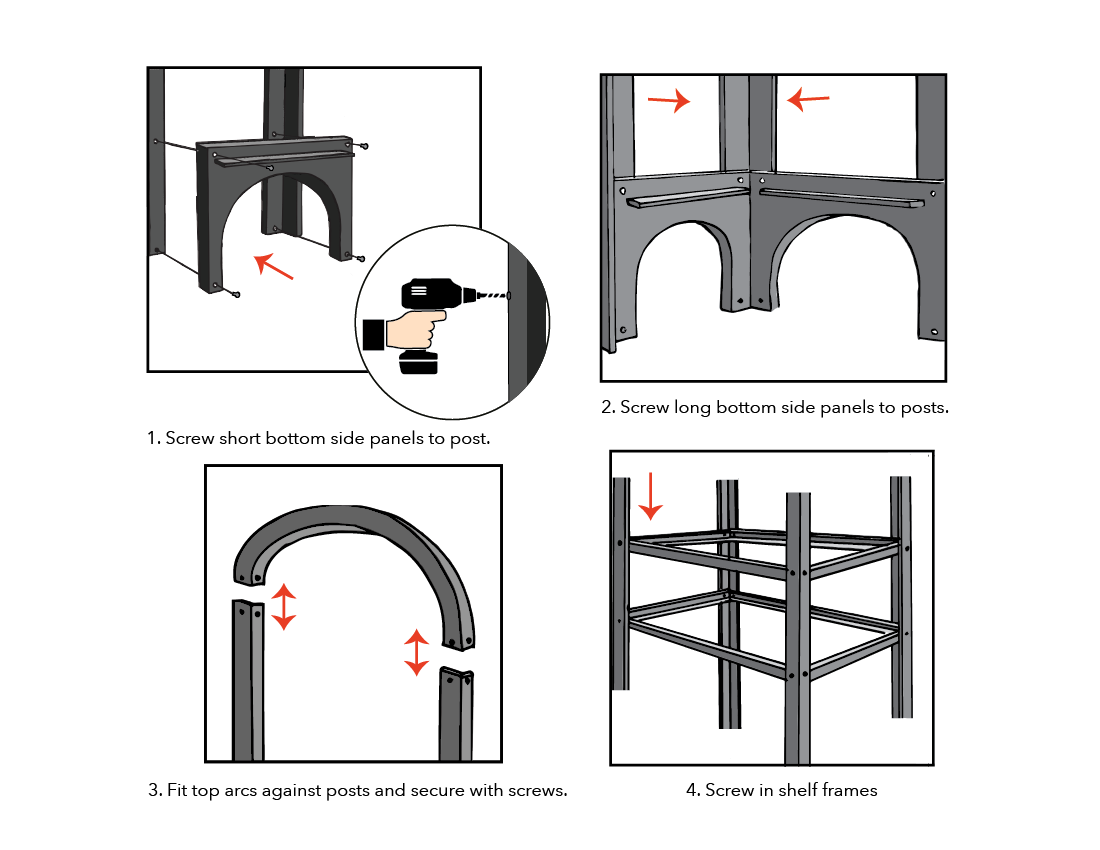 1. Screw short bottom side panels to post.
2. Screw long bottom side panels to posts.
3. Fit top arcs against posts and secure with screws.
4. Screw in shelf frames